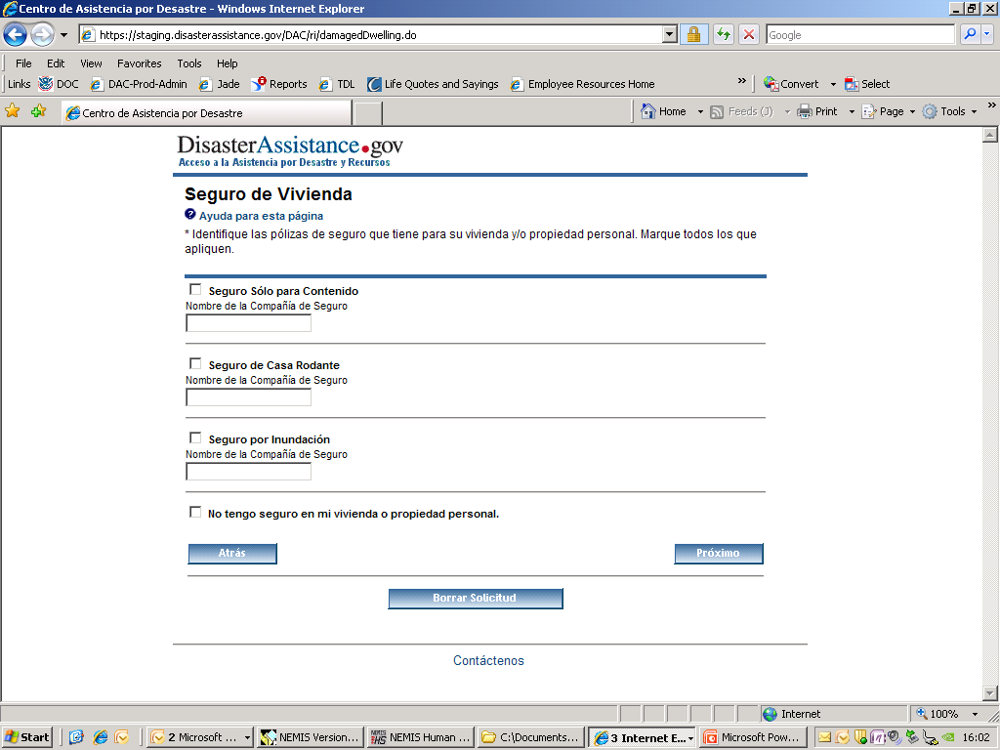 Centro de Asistencia por Desastre - Windows Internet Explorer
https://staging.disasterassistance.gov/DAC/ri/damagedDwelling.do
Google
File Edit View Favorites Tools Help
Links DOC DAC-Prod-Admin Jade Reports TDL Life Quotes and Sayings Employee Resources Home » Convert Select
Centro de Asistencia por Desastre Home Feeds (J) Print Page Tools »
DisasterAssistance.gov
Acceso a la Asistencia por Desastre y Recursos
Seguro de Vivienda
Ayuda para esta página
* Identifique las pólizas de seguro que tiene para su vivienda y/o propiedad personal. Marque todos los que
apliquen.
Seguro Sólo para Contenido
Nombre de la Compañía de Seguro
Seguro de Casa Rodante
Nombre de la Compañía de Seguro
Seguro por Inundación
Nombre de la Compañía de Seguro
No tengo seguro en mi vivienda o propiedad personal.
Atrás Próximo
Borrar Solicitud
Contáctenos
Internet 100%
Start 2 Microsoft ... NEMIS Version... NEMIS Human ... C:\Documents... 3 Internet E... Microsoft Pow... 16:02